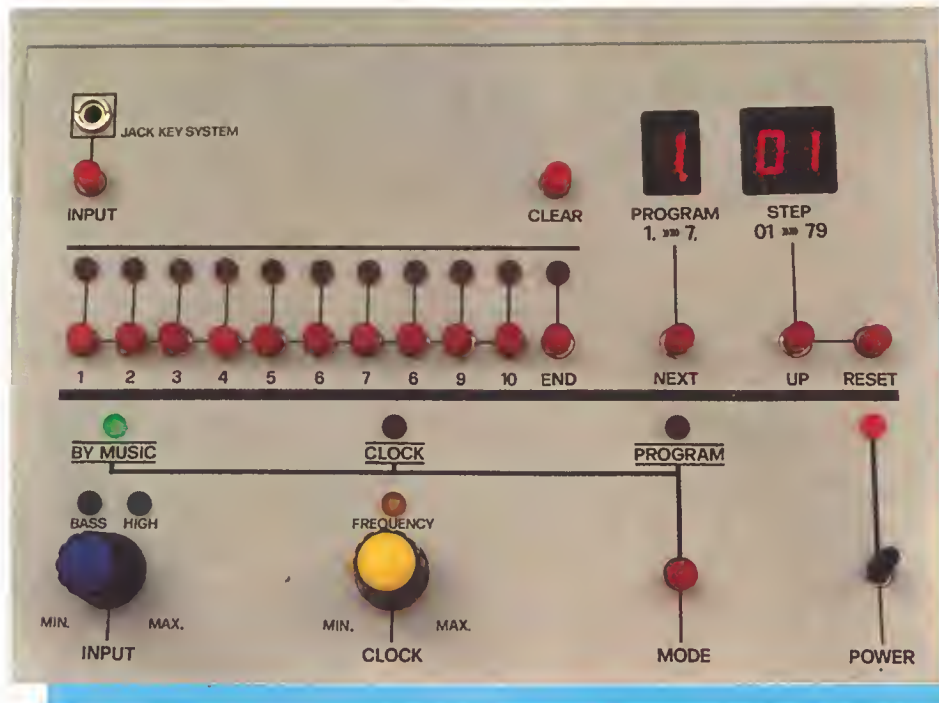 JACK KEY SYSTEM
1 01
INPUT CLEAR PROGRAM STEP
1. »» 7. 01 »» 79
1 2 3 4 5 6 7 6 9 10 END NEXT UP RESET
BY MUSIC CLOCK PROGRAM
BASS HIGH FREQUENCY
MIN. MAX. MIN. MAX.
INPUT CLOCK MODE POWER